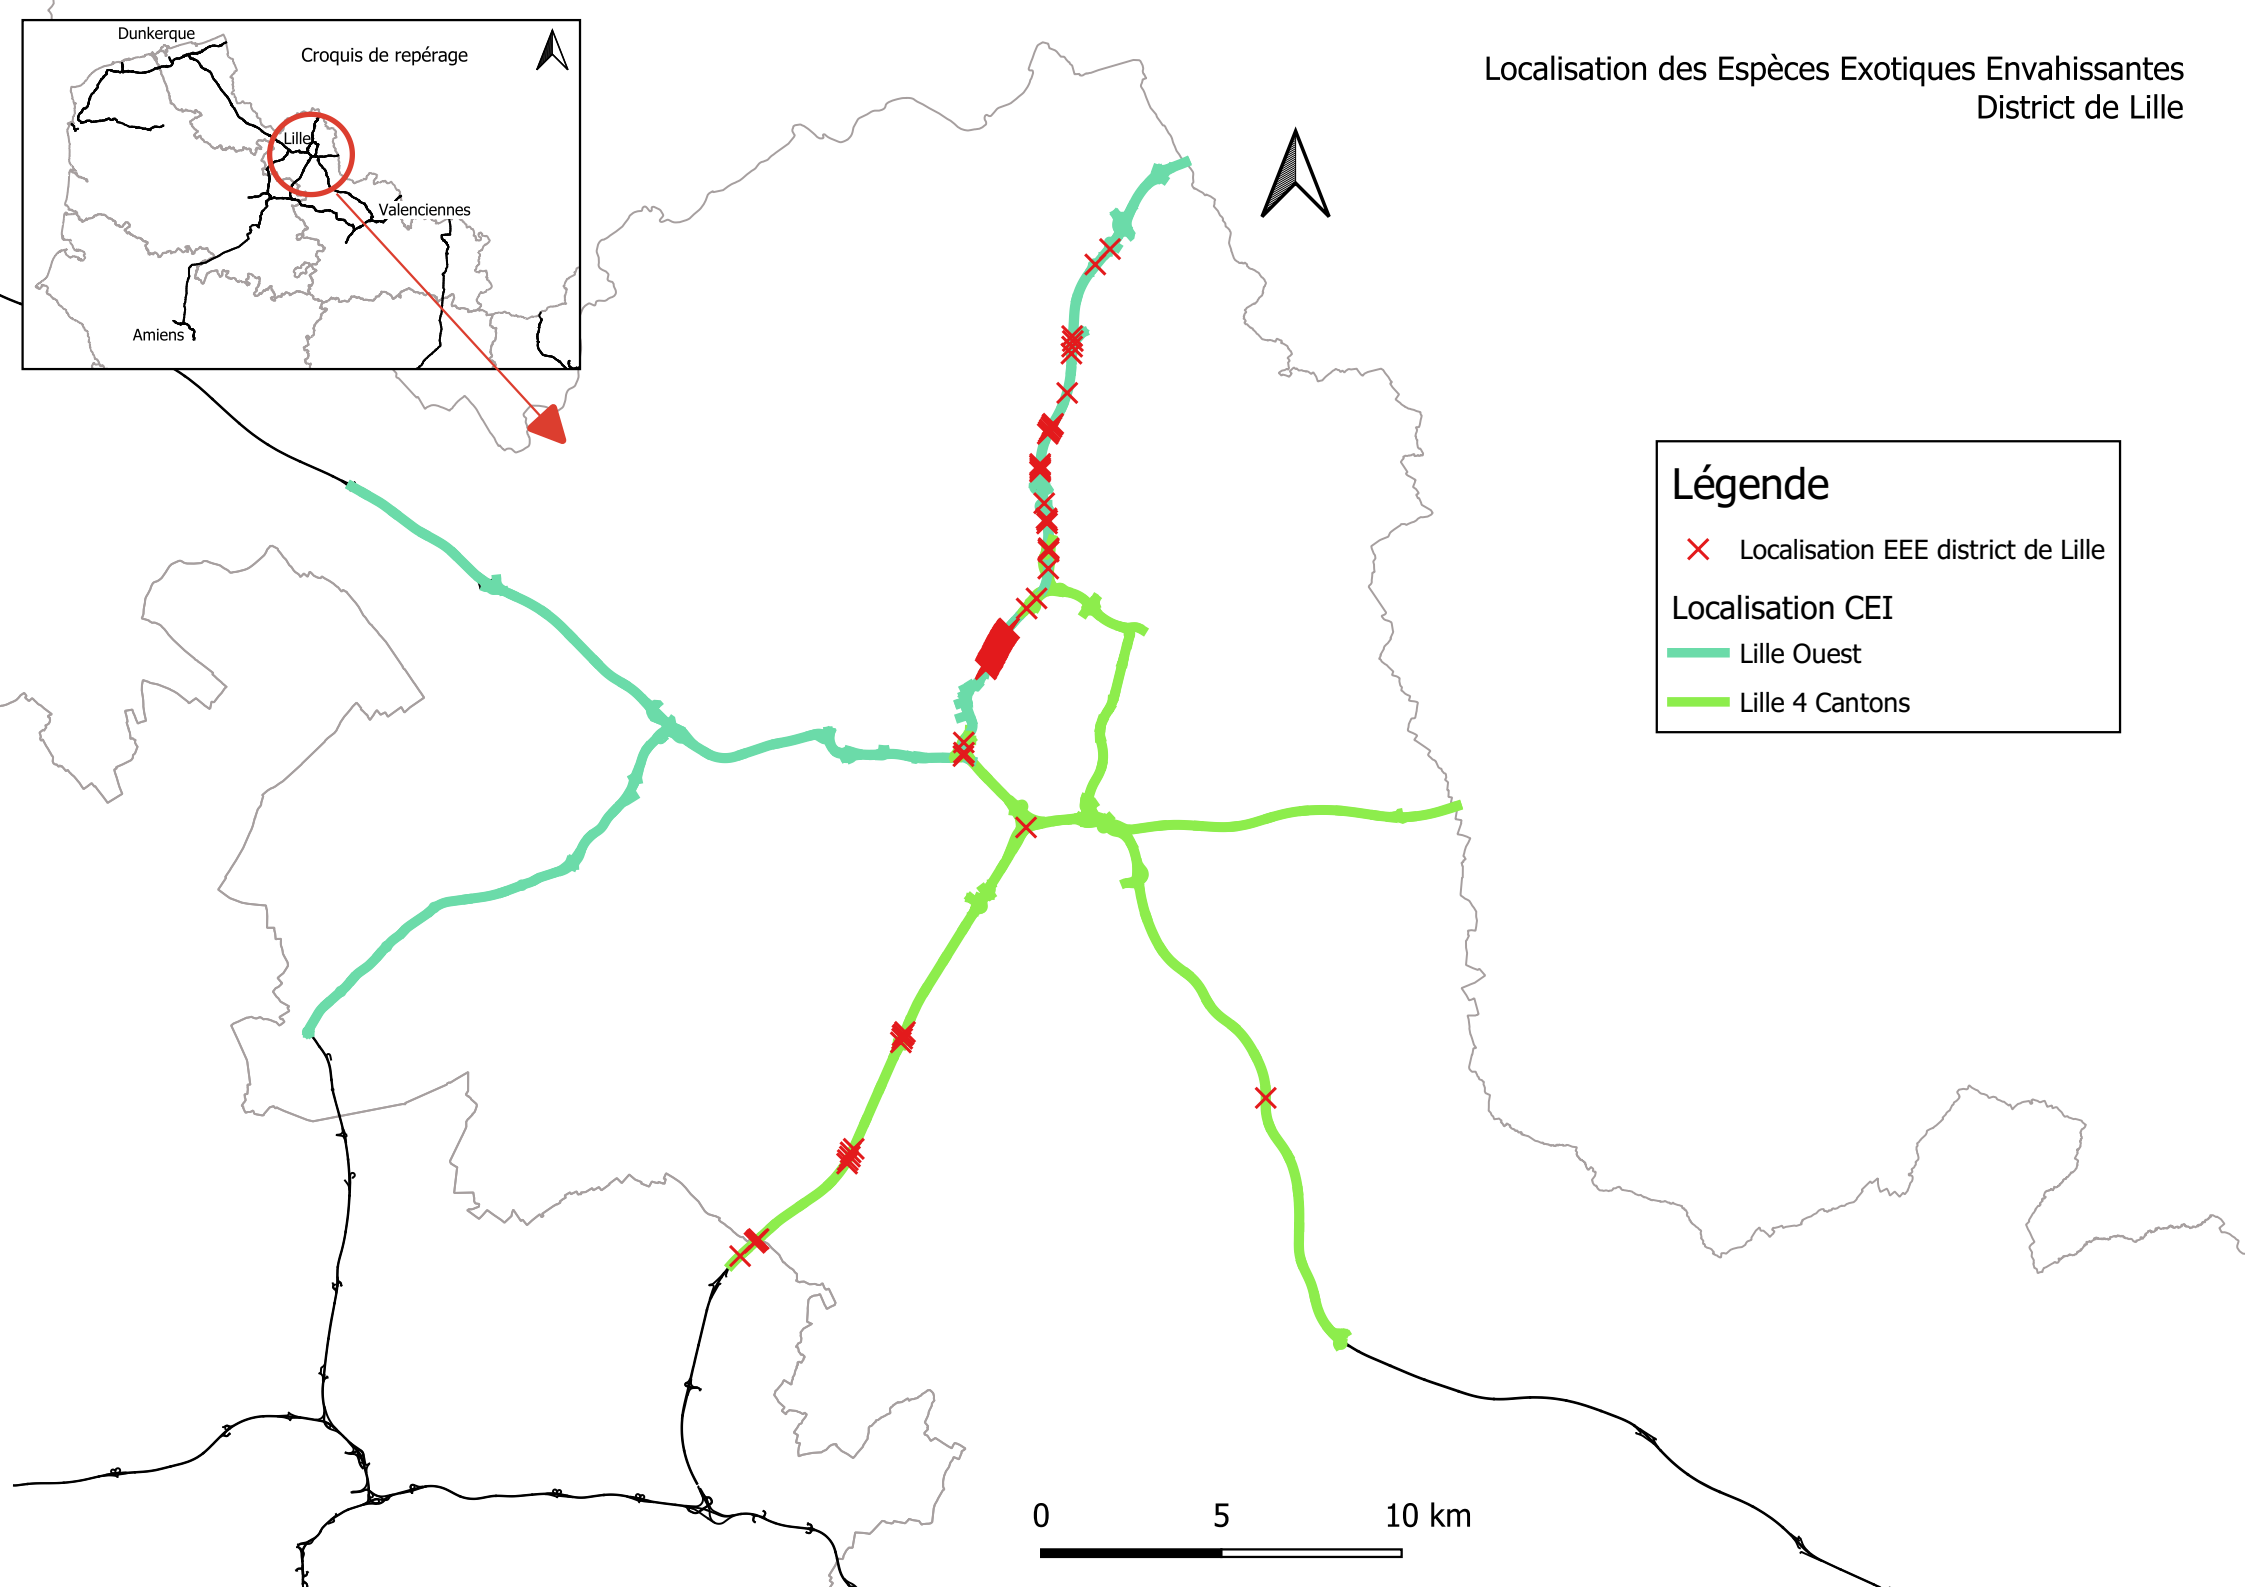 Dunkerque
Croquis de repérage
Lille
Valenciennes
Amiens
Localisation des Espèces Exotiques Envahissantes
District de Lille
Légende
Localisation EEE district de Lille
Localisation CEI
Lille Ouest
Lille 4 Cantons
0 5 10 km